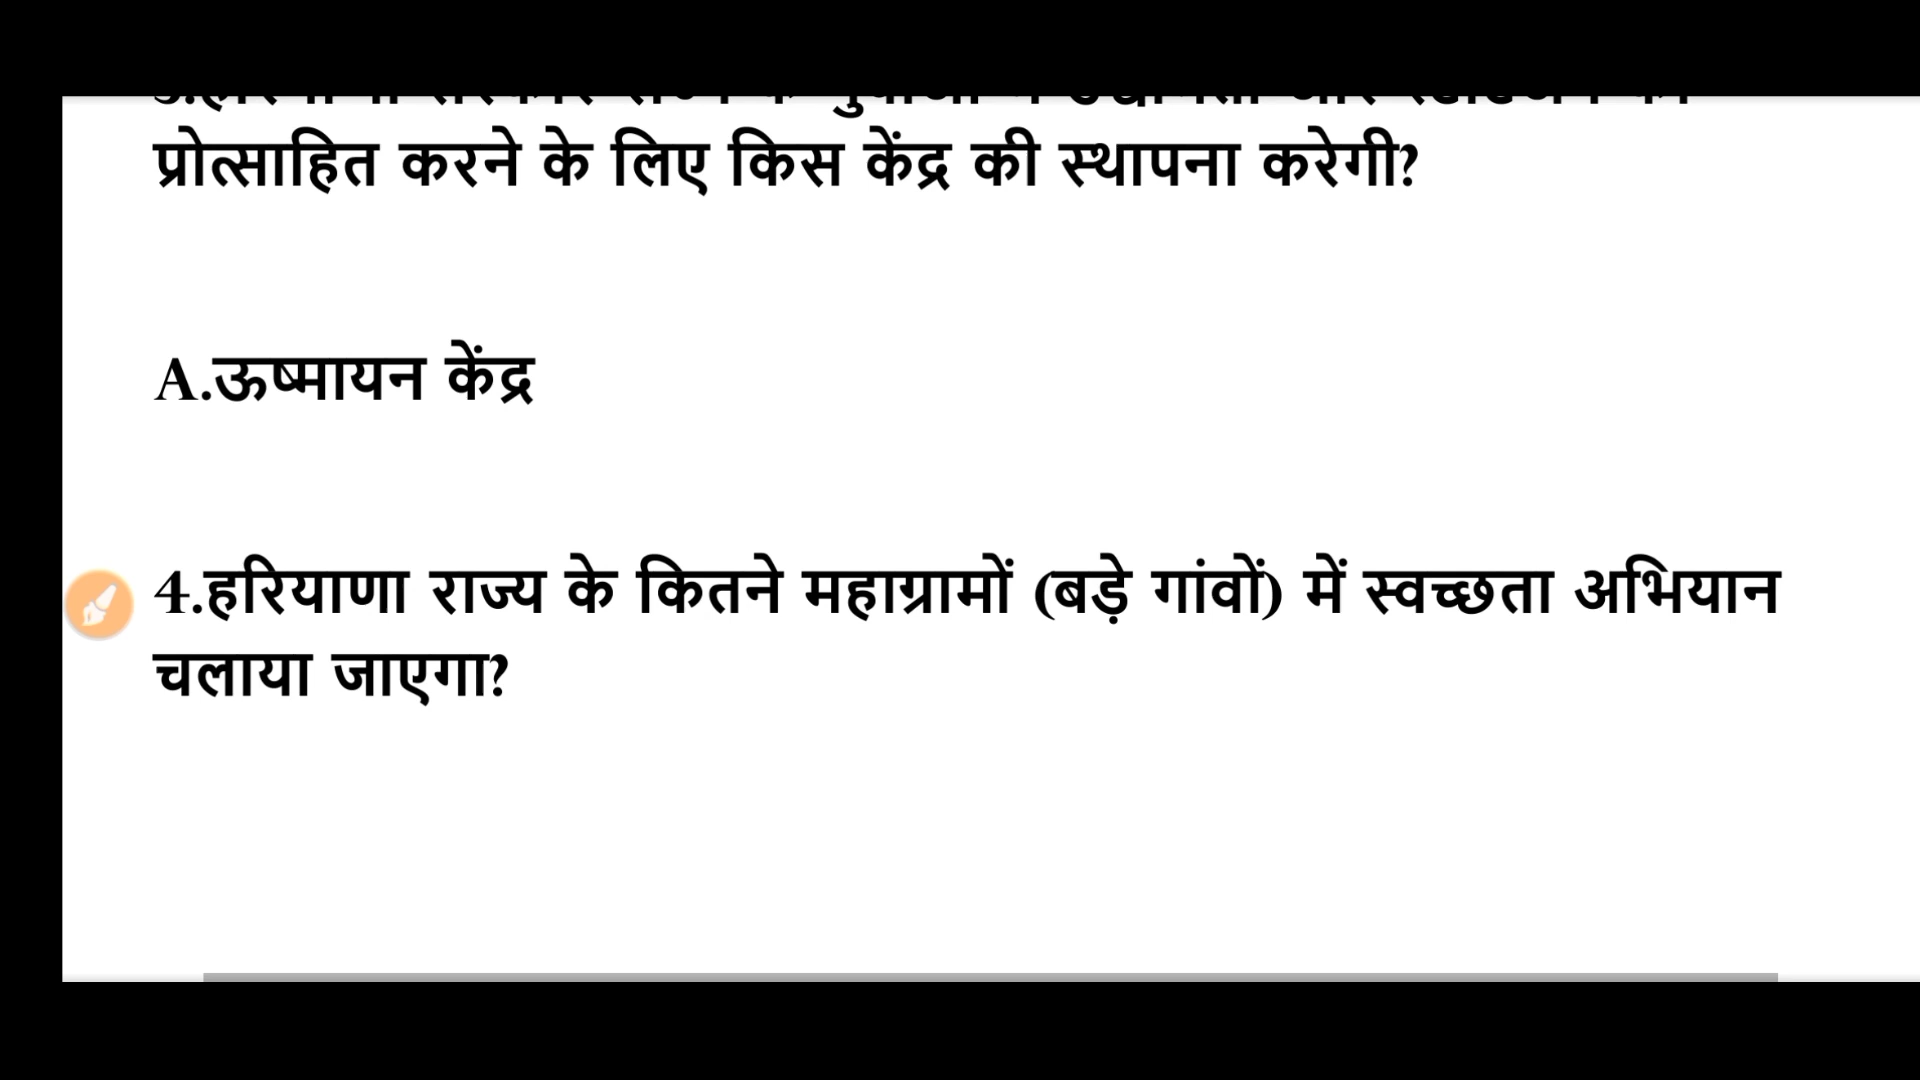 प्रोत्साहित करने के लिए किस केंद्र की स्थापना करेगी?
A.ऊष्मायन केंद्र
4.हरियाणा राज्य के कितने महाग्रामों (बड़े गांवों) में स्वच्छता अभियान
चलाया जाएगा?